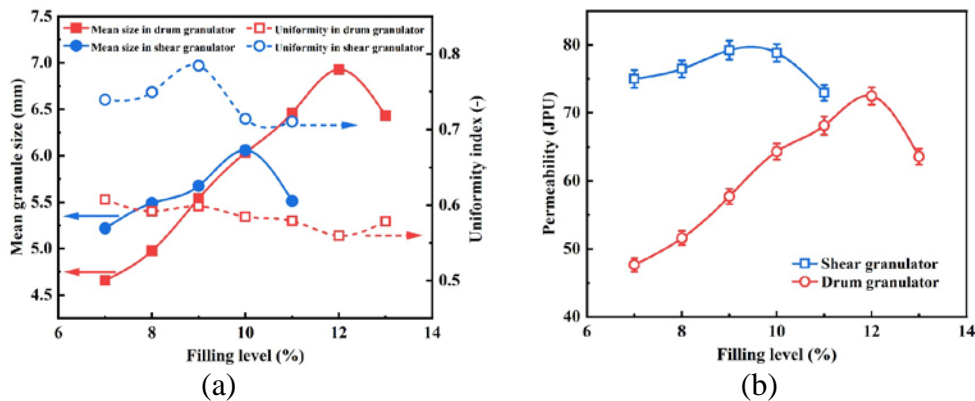 7.5
7.0
6.5
6.0
5.5
5.0
4.5
Mean granule size (mm)
Mean size in drum granulator
Uniformity in drum granulator
Mean size in shear granulator
Uniformity in shear granulator
0.8
0.7
0.6
0.5
Uniformity index (-)
6 8 10 12 14
Filling level (%)
(a)
90
80
70
60
50
40
Permeability (JPU)
Shear granulator
Drum granulator
6 8 10 12 14
Filling level (%)
(b)